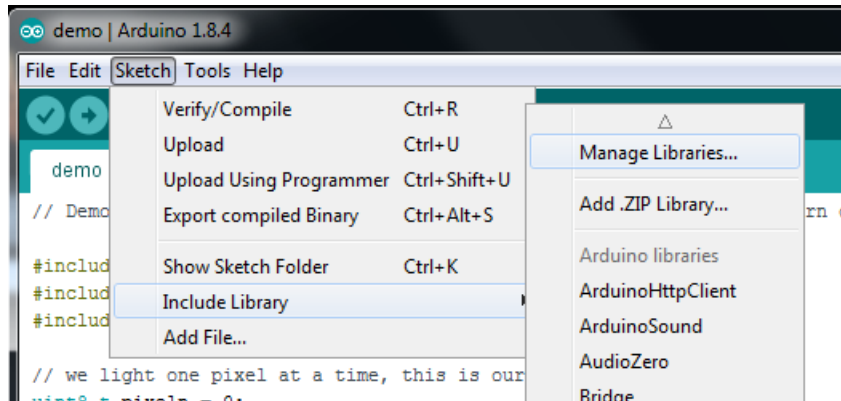 demo | Arduino 1.8.4
File Edit Sketch Tools Help
Verify/Compile Ctrl+R
Upload Ctrl+U
Upload Using Programmer Ctrl+Shift+U
Export compiled Binary Ctrl+Alt+S
Show Sketch Folder Ctrl+K
Include Library
Add File...
Manage Libraries...
Add .ZIP Library...
Arduino libraries
ArduinoHttpClient
ArduinoSound
AudioZero
Bridge
demo
// Demo
#includ
#includ
#includ
// we light one pixel at a time, this is our